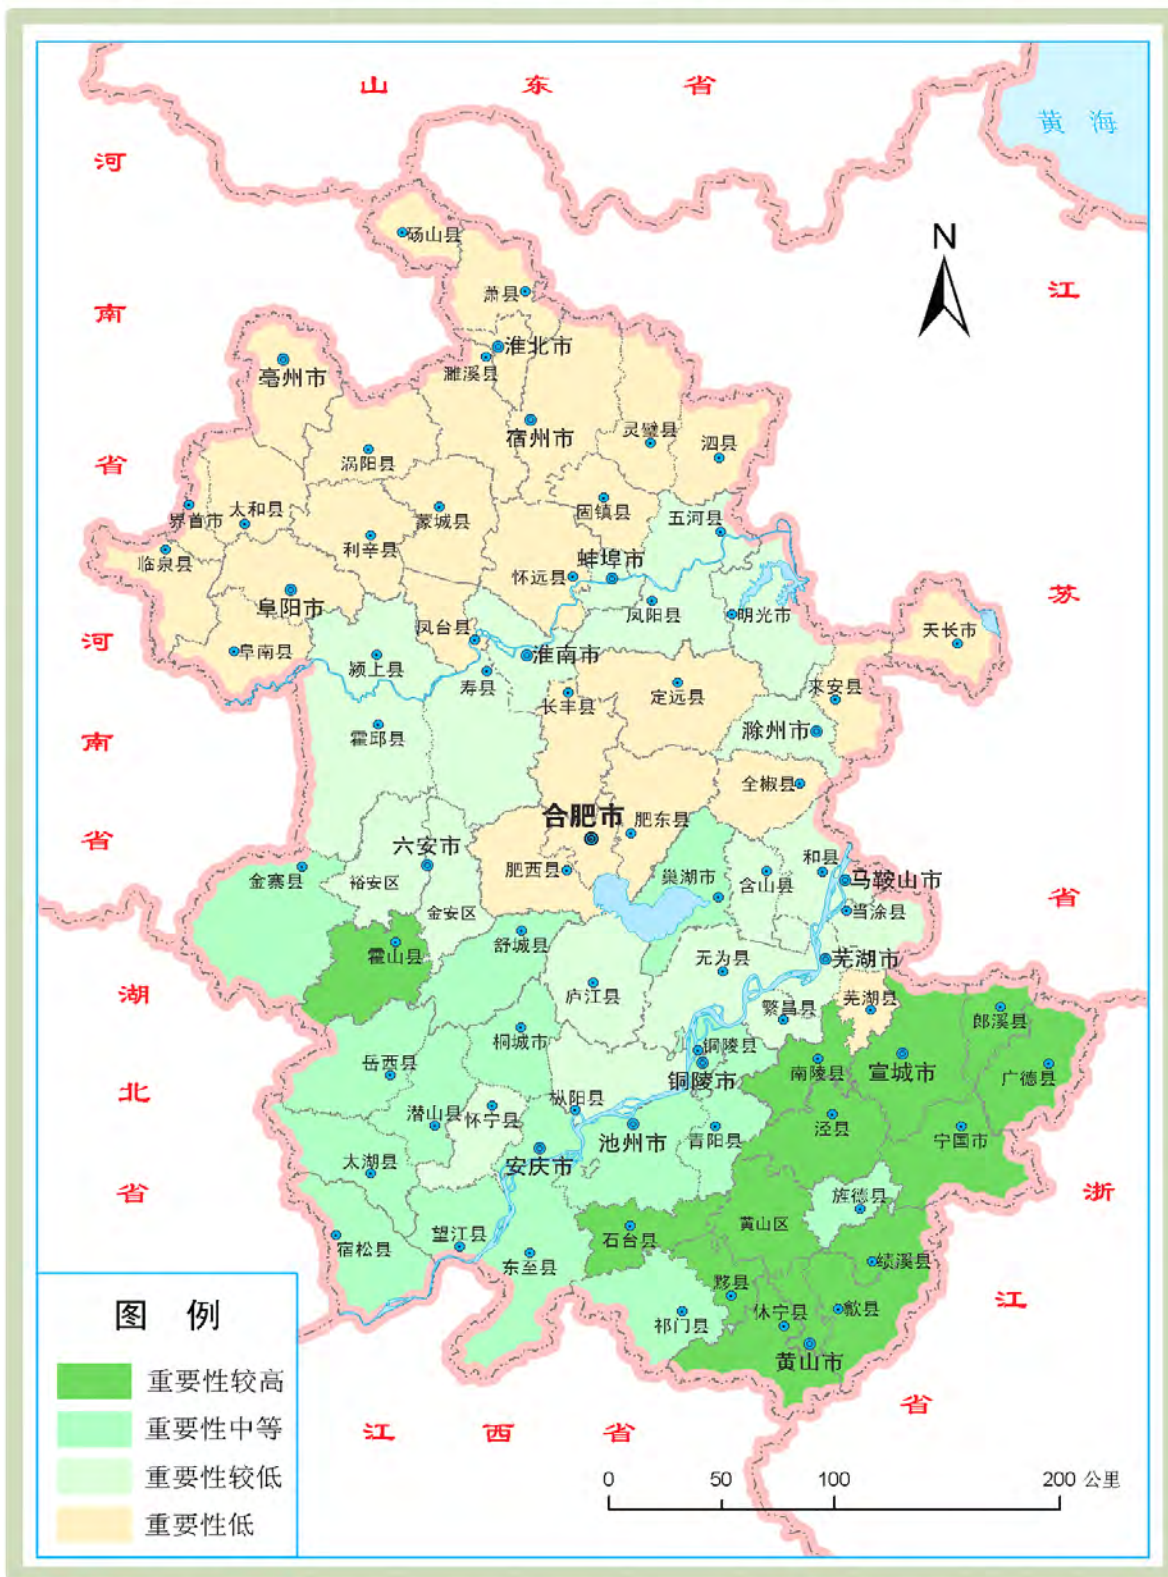 山东省
黄海
河南省
河南省
湖北省
江苏省
浙江省
江西省
N
砀山县
萧县
淮北市
濉溪县
亳州市
宿州市
灵璧县
泗县
涡阳县
固镇县
五河县
界首市
太和县
蒙城县
利辛县
临泉县
怀远县
蚌埠市
阜阳市
凤阳县
明光市
天长市
凤台县
阜南县
颍上县
淮南市
寿县
定远县
来安县
长丰县
霍邱县
滁州市
全椒县
合肥市
肥东县
六安市
金寨县
裕安区
肥西县
巢湖市
含山县
和县
马鞍山市
当涂县
金安区
舒城县
霍山县
无为县
芜湖市
庐江县
繁昌县
芜湖县
郎溪县
桐城市
铜陵县
岳西县
铜陵市
南陵县
宣城市
广德县
潜山县
怀宁县
枞阳县
池州市
青阳县
泾县
宁国市
太湖县
安庆市
旌德县
黄山区
石台县
宿松县
望江县
东至县
绩溪县
黟县
休宁县
歙县
祁门县
黄山市
图例
重要性较高
重要性中等
重要性较低
重要性低
0 50 100 200 公里